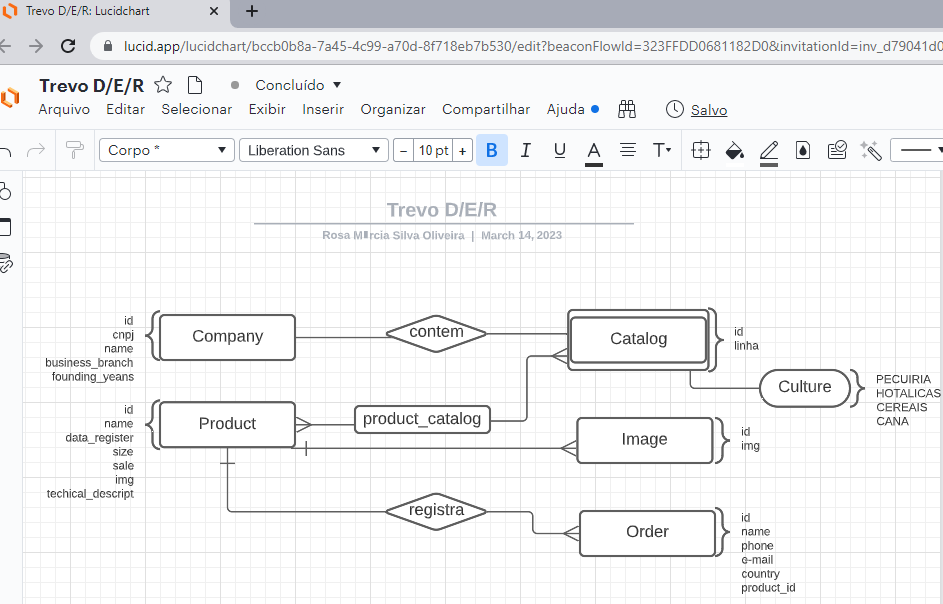 Trevo D/E/R: Lucidchart
lucid.app/lucidchart/bccb0b8a-7a45-4c99-a70d-8f718eb7b530/edit?beaconFlowId=323FFDD0681182D0&invitationId=inv_d79041d0
Trevo D/E/R
Concluído
Arquivo Editar Selecionar Exibir Inserir Organizar Compartilhar Ajuda Salvo
Corpo * Liberation Sans − 10 pt + B I U A T
Trevo D/E/R
Rosa M rcia Silva Oliveira | March 14, 2023
id
cnpj
name
business_branch
founding_yeans
Company
contem
Catalog
id
linha
Culture
PECUIRIA
HOTALICAS
CEREAIS
CANA
id
name
data_register
size
sale
img
techical_descript
Product
product_catalog
Image
id
img
registra
Order
id
name
phone
e-mail
country
product_id